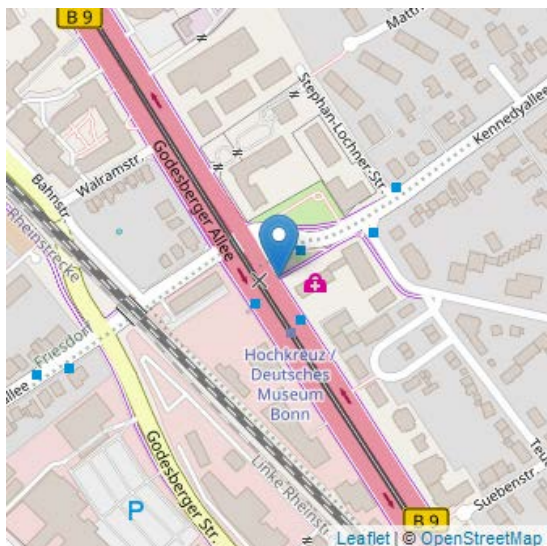 B 9
Matth
Stephan-Lochner-Str.
Kennedyallee
Walramstr.
Godesberger Allee
Bahnstr
-Rheinstrecke
Friesdorf
allee
Hochkreuz /
Deutsches
Museum
Bonn
Godesberger Str.
Linke Rheinstr
P
Teu
Suebenstr.
B 9
Leaflet | © OpenStreetMap